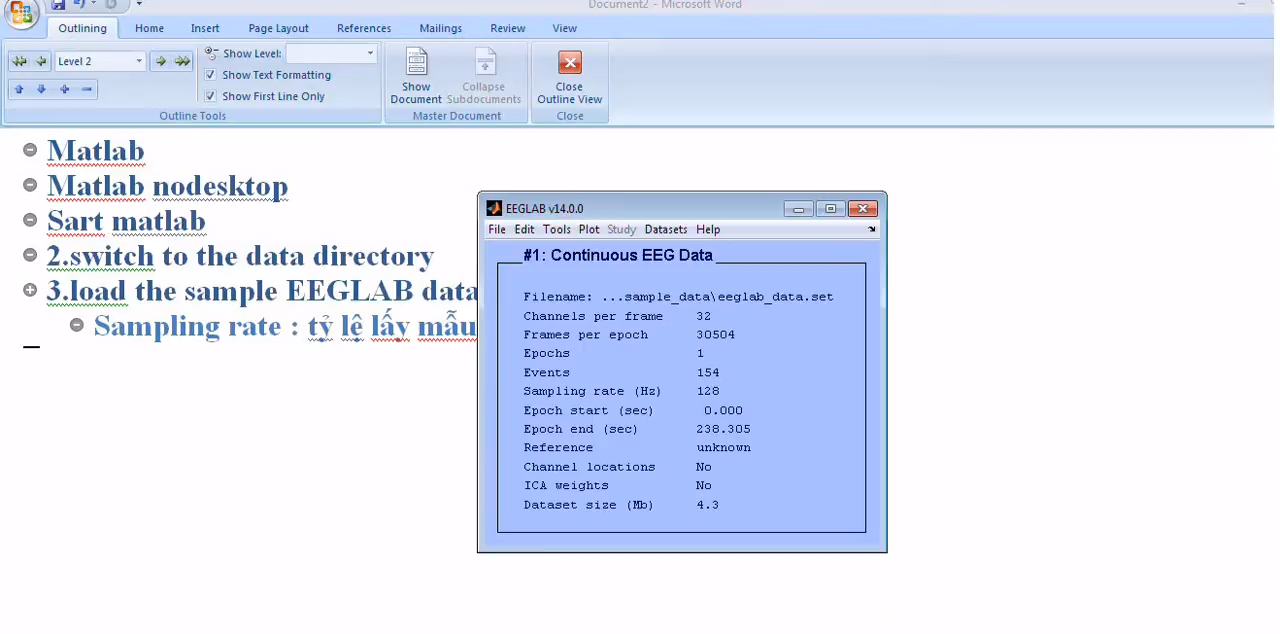 Document2 - Microsoft Word
Outlining Home Insert Page Layout References Mailings Review View
Level 2
Show Level:
Show Text Formatting
Show First Line Only
Outline Tools
Show Document
Collapse Subdocuments
Master Document
Close Outline View
Close
Matlab
Matlab nodesktop
Sart matlab
2.switch to the data directory
3.load the sample EEGLAB data
Sampling rate : tỷ lệ lấy mẫu
EEGLAB v14.0.0
File Edit Tools Plot Study Datasets Help
#1: Continuous EEG Data
Filename: ...sample_data\eeglab_data.set
Channels per frame 32
Frames per epoch 30504
Epochs 1
Events 154
Sampling rate (Hz) 128
Epoch start (sec) 0.000
Epoch end (sec) 238.305
Reference unknown
Channel locations No
ICA weights No
Dataset size (Mb) 4.3